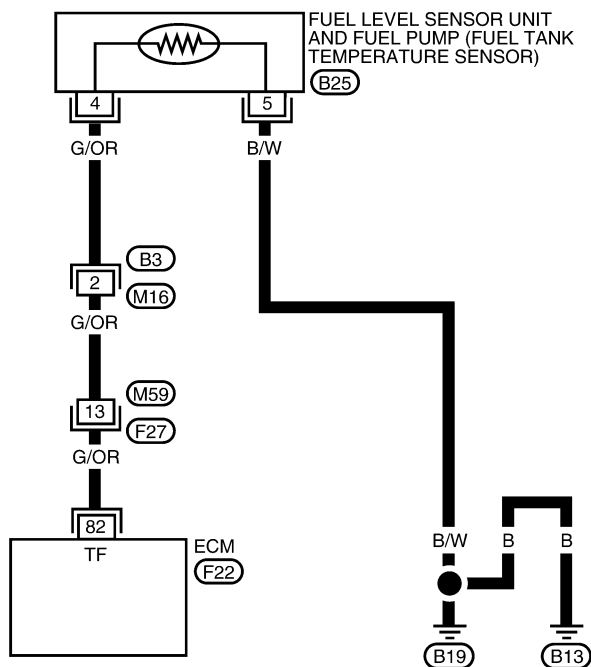 FUEL LEVEL SENSOR UNIT
AND FUEL PUMP (FUEL TANK
TEMPERATURE SENSOR)
B25
4
5
G/OR
B/W
B3
2
M16
G/OR
M59
13
F27
G/OR
82
TF
ECM
F22
B/W
B
B
B19
B13